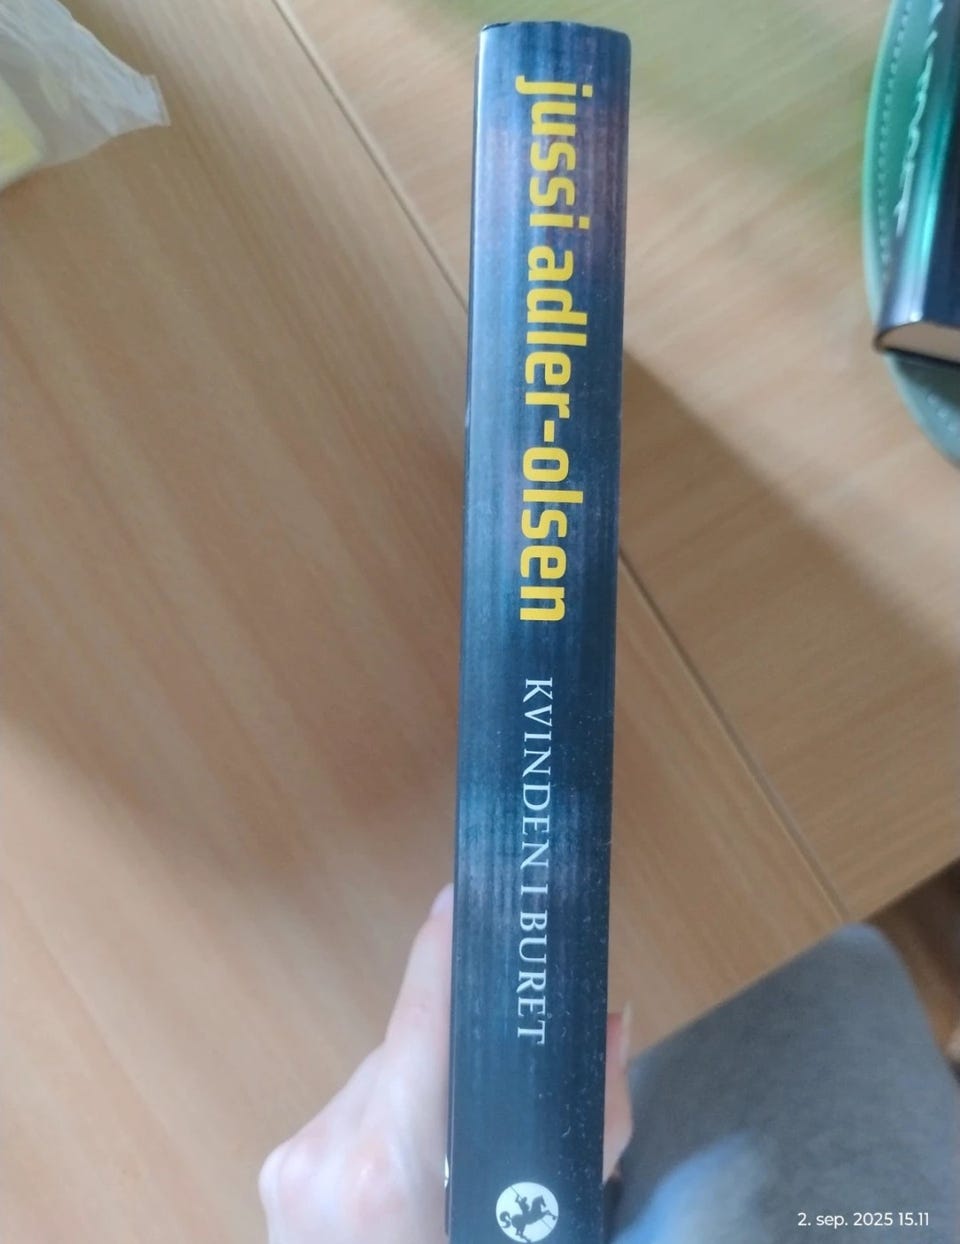 jussi adler-olsen
KVINDEN I BURET
2. sep. 2025 15.11